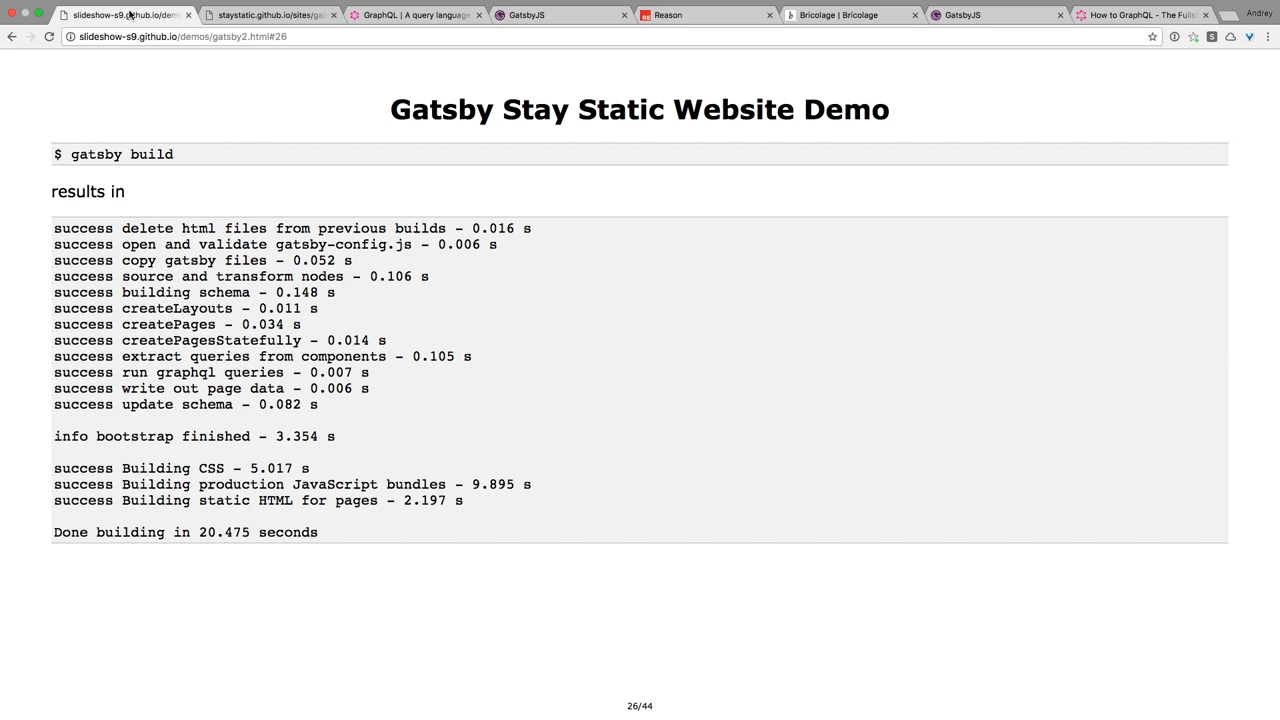 slideshow-s9.github.io/demo
staystatic.github.io/sites/gat
GraphQL | A query language
GatsbyJS
Reason
Bricolage | Bricolage
GatsbyJS
How to GraphQL - The Fullst
Andrey
slideshow-s9.github.io/demos/gatsby2.html#26
Gatsby Stay Static Website Demo
$ gatsby build
results in
success delete html files from previous builds - 0.016 s
success open and validate gatsby-config.js - 0.006 s
success copy gatsby files - 0.052 s
success source and transform nodes - 0.106 s
success building schema - 0.148 s
success createLayouts - 0.011 s
success createPages - 0.034 s
success createPagesStatefully - 0.014 s
success extract queries from components - 0.105 s
success run graphql queries - 0.007 s
success write out page data - 0.006 s
success update schema - 0.082 s
info bootstrap finished - 3.354 s
success Building CSS - 5.017 s
success Building production JavaScript bundles - 9.895 s
success Building static HTML for pages - 2.197 s
Done building in 20.475 seconds
26/44